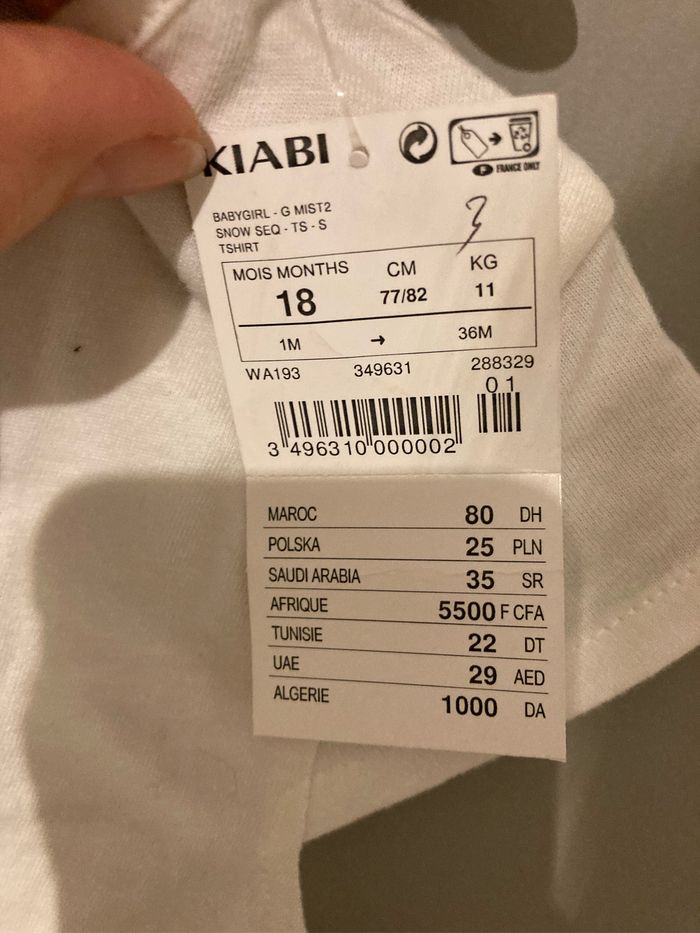 KIABI
FRANCE ONLY
BABYGIRL - G MIST2
SNOW SEQ - TS - S
TSHIRT
3
MOIS MONTHS CM KG
18 77/82 11
1M → 36M
WA193 349631 288329
01
3 496310 000002
MAROC 80 DH
POLSKA 25 PLN
SAUDI ARABIA 35 SR
AFRIQUE 5500 F CFA
TUNISIE 22 DT
UAE 29 AED
ALGERIE 1000 DA